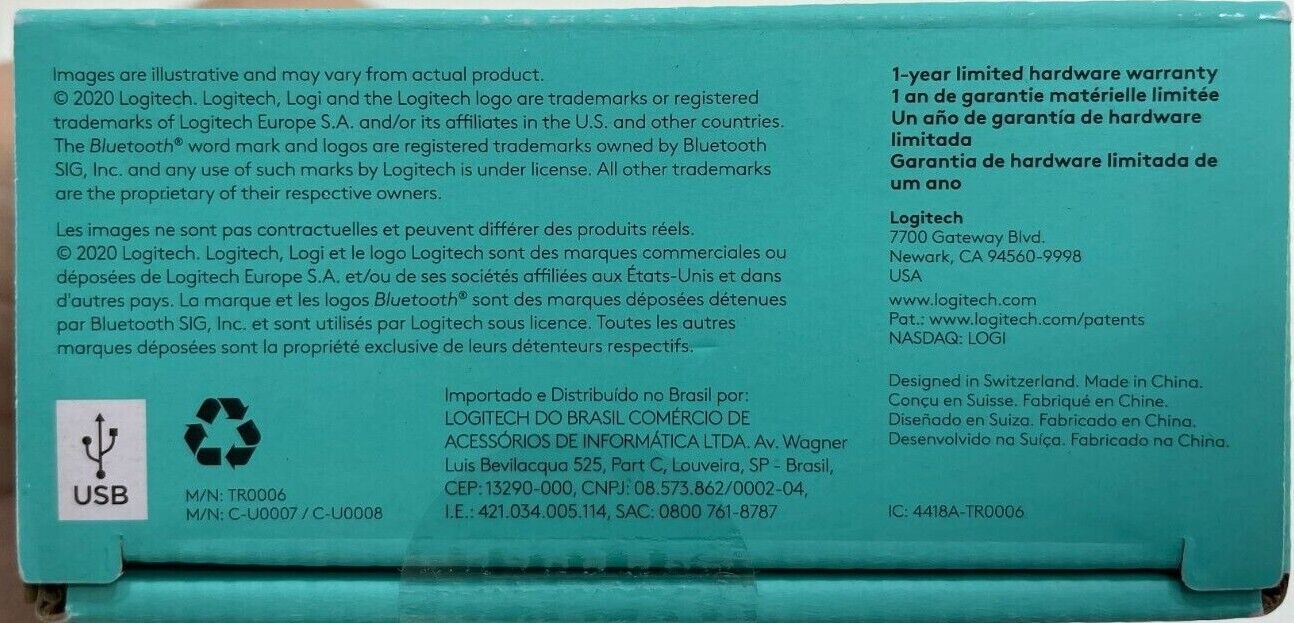 Images are illustrative and may vary from actual product.
© 2020 Logitech. Logitech, Logi and the Logitech logo are trademarks or registered
trademarks of Logitech Europe S.A. and/or its affiliates in the U.S. and other countries.
The Bluetooth® word mark and logos are registered trademarks owned by Bluetooth
SIG, Inc. and any use of such marks by Logitech is under license. All other trademarks
are the proprietary of their respective owners.
Les images ne sont pas contractuelles et peuvent différer des produits réels.
© 2020 Logitech. Logitech, Logi et le logo Logitech sont des marques commerciales ou
déposées de Logitech Europe S.A. et/ou de ses sociétés affiliées aux États-Unis et dans
d'autres pays. La marque et les logos Bluetooth® sont des marques déposées détenues
par Bluetooth SIG, Inc. et sont utilisés par Logitech sous licence. Toutes les autres
marques déposées sont la propriété exclusive de leurs détenteurs respectifs.
USB
M/N: TR0006
M/N: C-U0007 / C-U0008
Importado e Distribuído no Brasil por:
LOGITECH DO BRASIL COMÉRCIO DE
ACESSÓRIOS DE INFORMÁTICA LTDA. Av. Wagner
Luis Bevilacqua 525, Part C, Louveira, SP - Brasil,
CEP: 13290-000, CNPJ: 08.573.862/0002-04,
I.E.: 421.034.005.114, SAC: 0800 761-8787
1-year limited hardware warranty
1 an de garantie matérielle limitée
Un año de garantía de hardware
limitada
Garantia de hardware limitada de
um ano
Logitech
7700 Gateway Blvd.
Newark, CA 94560-9998
USA
www.logitech.com
Pat.: www.logitech.com/patents
NASDAQ: LOGI
Designed in Switzerland. Made in China.
Conçu en Suisse. Fabriqué en Chine.
Diseñado en Suiza. Fabricado en China.
Desenvolvido na Suíça. Fabricado na China.
IC: 4418A-TR0006